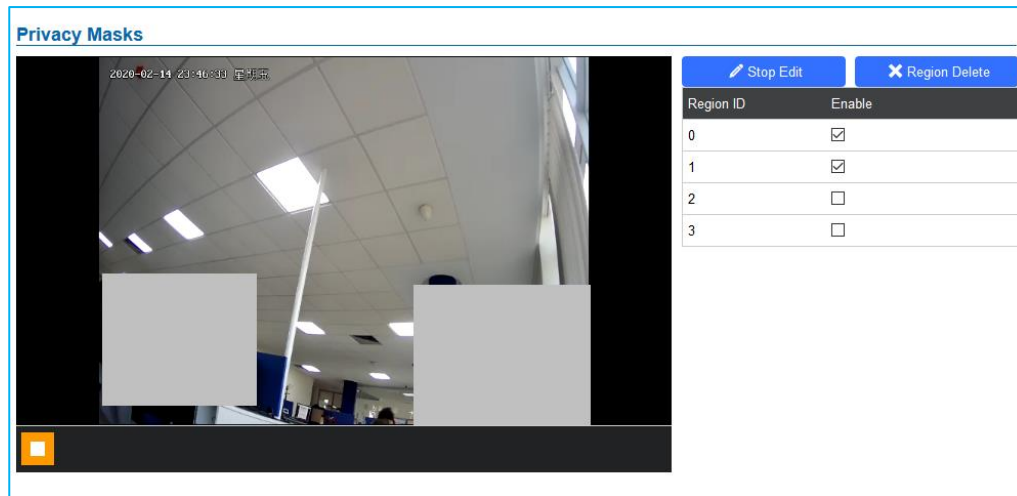 Privacy Masks
2020-02-14 23:46:33 星期五
Stop Edit
Region Delete
Region ID Enable
0
1
2
3